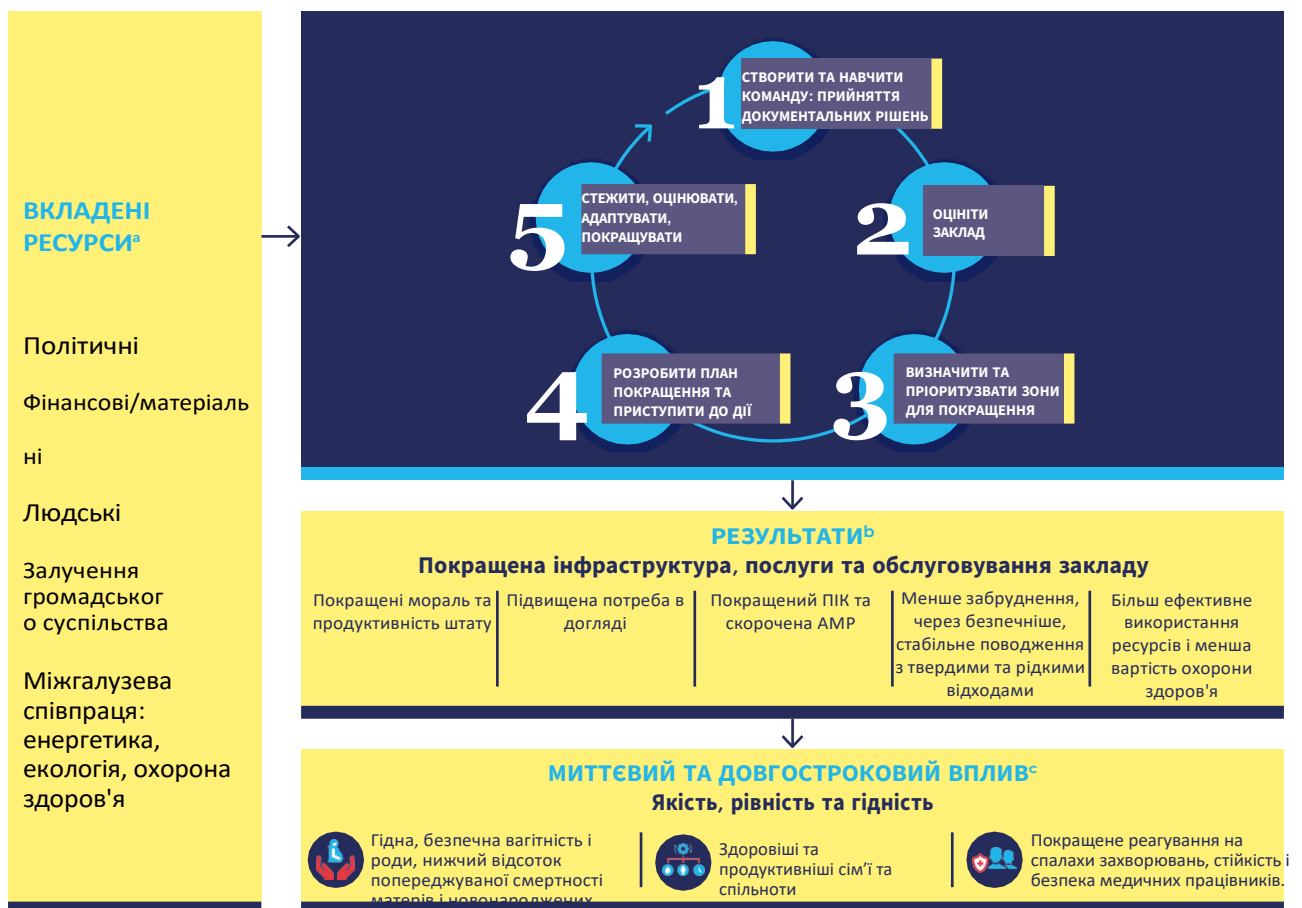 ВКЛАДЕНІ
РЕСУРСИᵃ
Політичні
Фінансові/матеріаль
ні
Людські
Залучення
громадськог
о суспільства
Міжгалузева
співпраця:
енергетика,
екологія, охорона
здоров'я
1
СТВОРИТИ ТА НАВЧИТИ
КОМАНДУ: ПРИЙНЯТТЯ
ДОКУМЕНТАЛЬНИХ РІШЕНЬ
2
ОЦІНІТИ
ЗАКЛАД
3
ВИЗНАЧИТИ ТА
ПРІОРИТУЗВАТИ ЗОНИ
ДЛЯ ПОКРАЩЕННЯ
4
РОЗРОБИТИ ПЛАН
ПОКРАЩЕННЯ ТА
ПРИСТУПИТИ ДО ДІЇ
5
СТЕЖИТИ, ОЦІНЮВАТИ,
АДАПТУВАТИ,
ПОКРАЩУВАТИ
РЕЗУЛЬТАТИᵇ
Покращена інфраструктура, послуги та обслуговування закладу
Покращені мораль та
продуктивність штату
Підвищена потреба в
догляді
Покращений ПІК та
скорочена АМР
Менше забруднення,
через безпечніше,
стабільне поводження
з твердими та рідкими
відходами
Більш ефективне
використання
ресурсів і менша
вартість охорони
здоров'я
МИТТЄВИЙ ТА ДОВГОСТРОКОВИЙ ВПЛИВᶜ
Якість, рівність та гідність
Гідна, безпечна вагітність і
роди, нижчий відсоток
попереджуваної смертності
матерів і новонароджених
Здоровіші та
продуктивніші сім’ї та
спільноти
Покращене реагування на
спалахи захворювань, стійкість і
безпека медичних працівників.